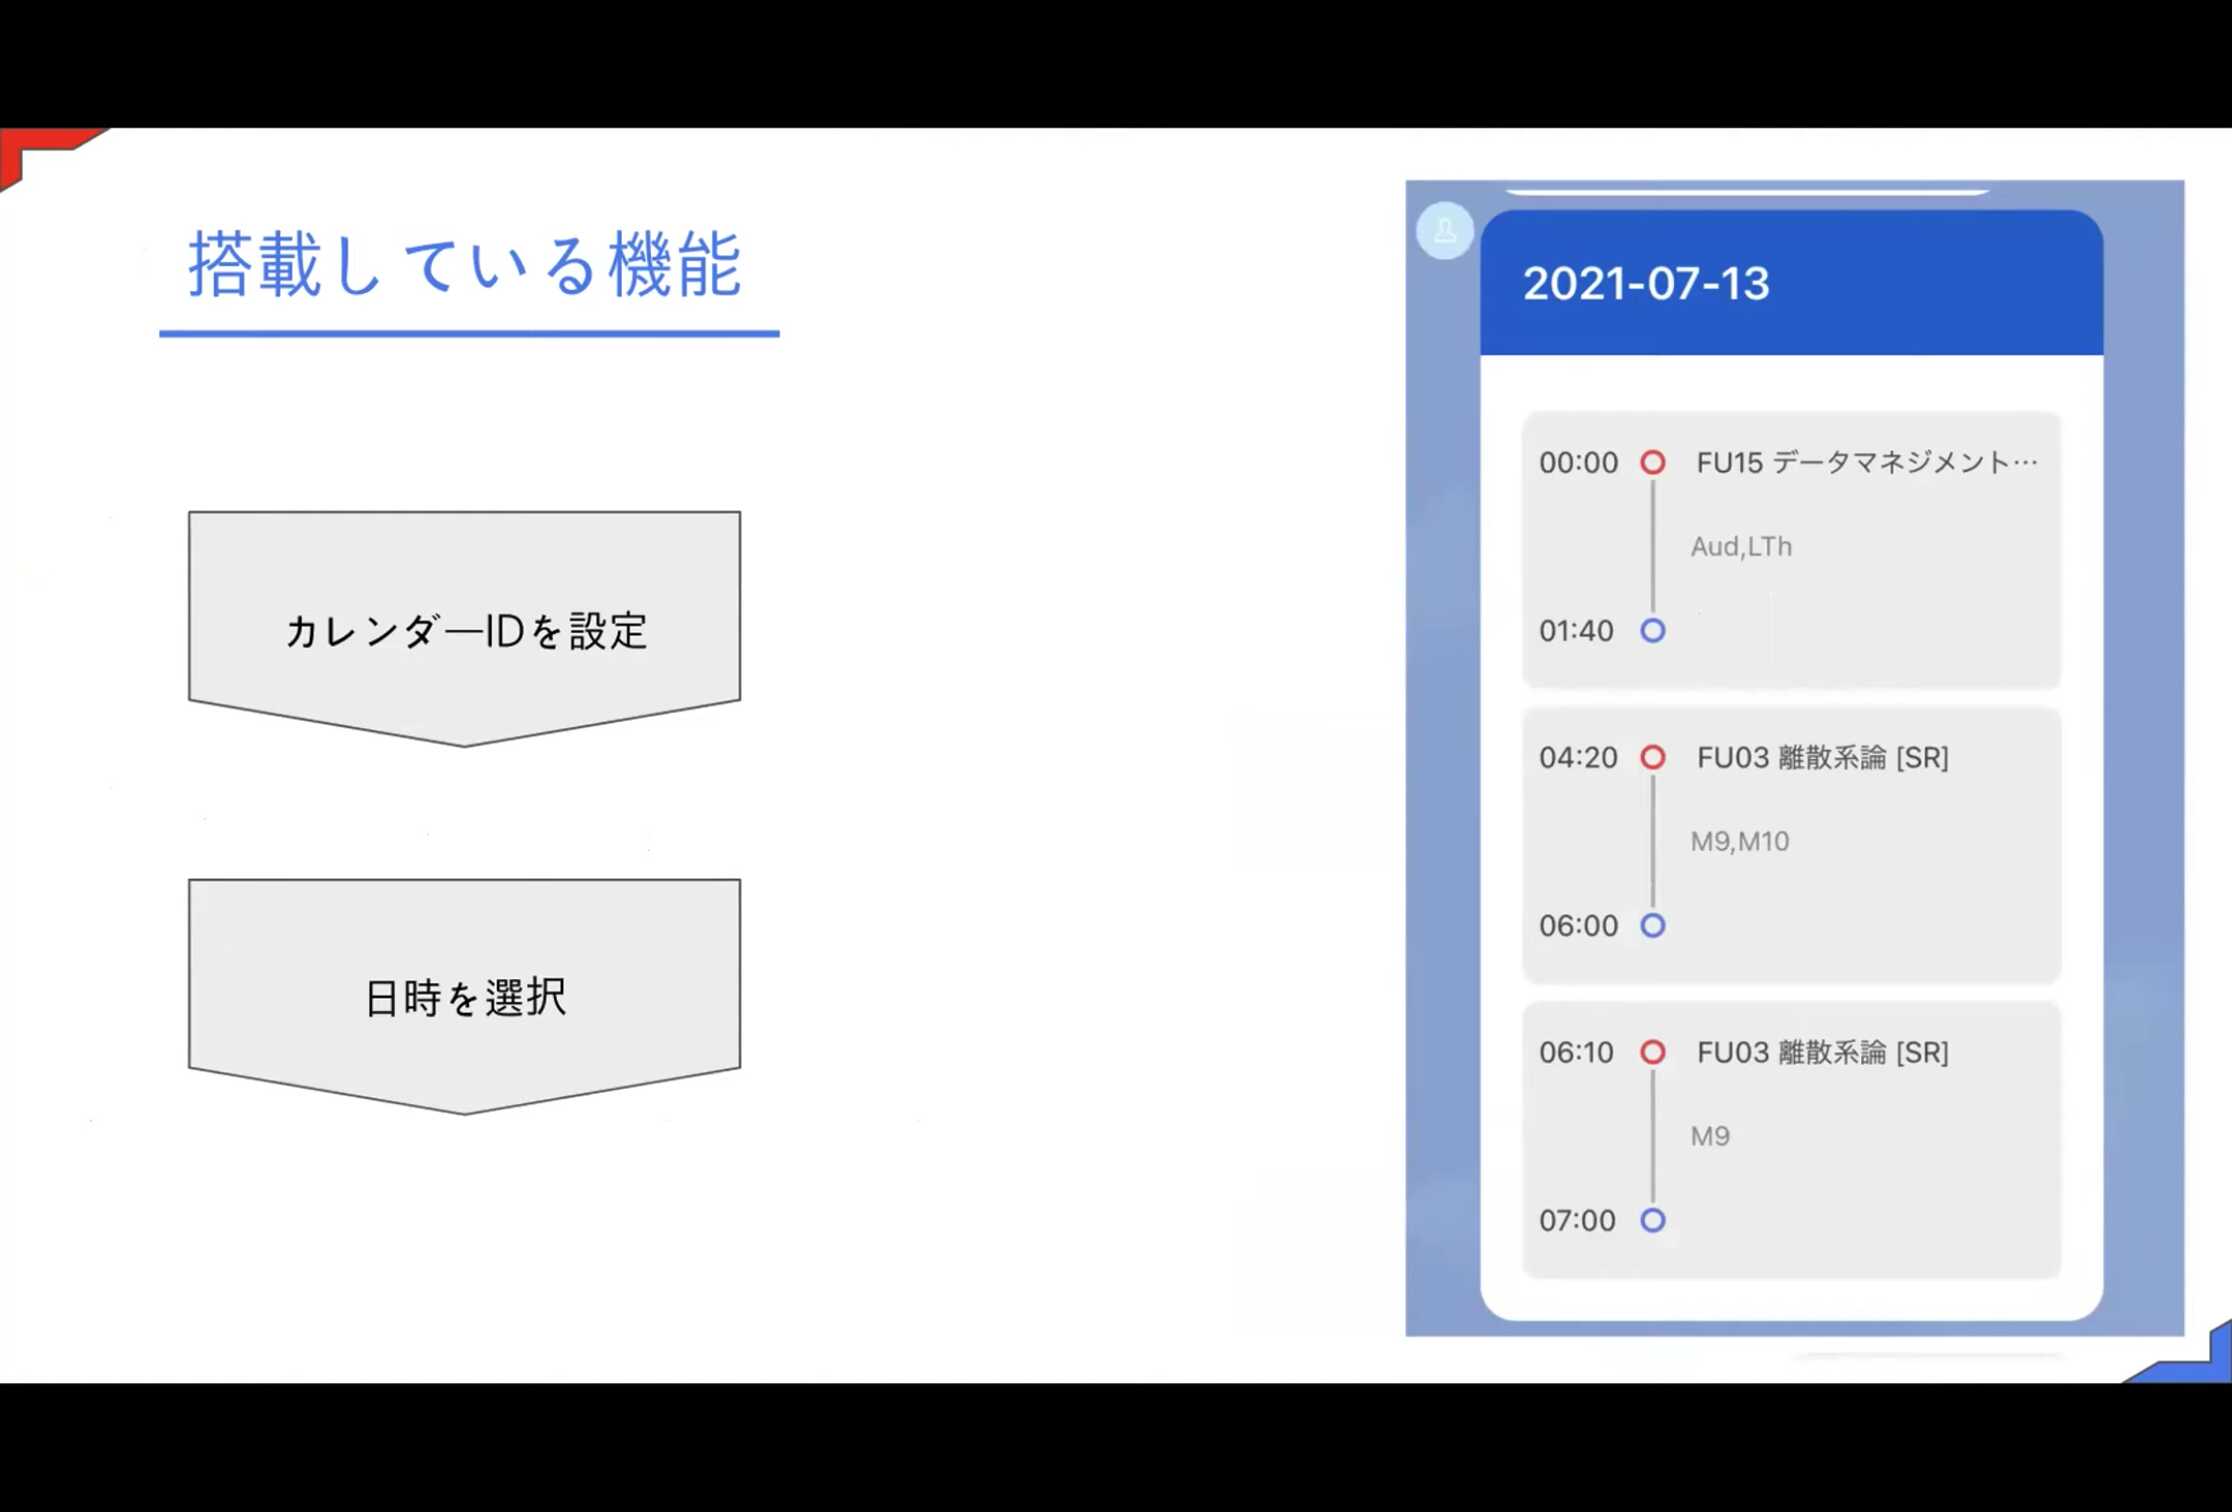 搭載している機能
カレンダーIDを設定
日時を選択
2021-07-13
00:00 FU15 データマネジメント…
Aud,LTh
01:40
04:20 FU03 離散系論 [SR]
M9,M10
06:00
06:10 FU03 離散系論 [SR]
M9
07:00